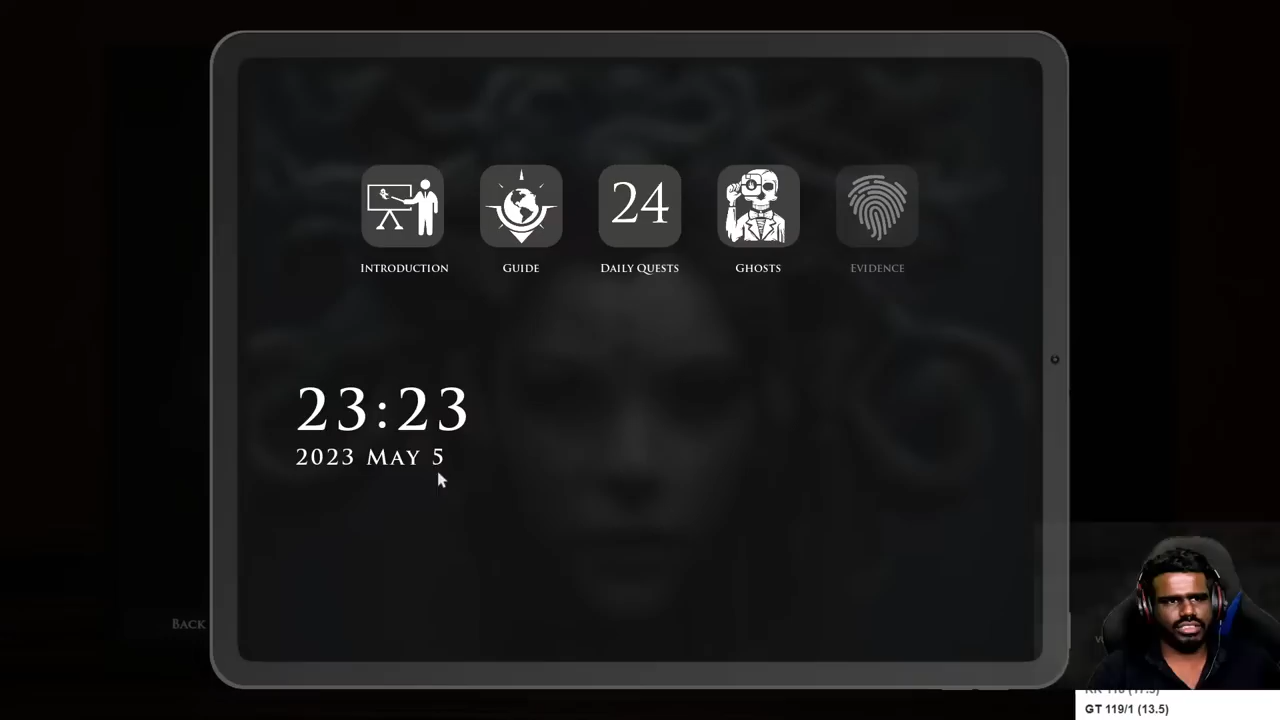 24
INTRODUCTION
GUIDE
DAILY QUESTS
GHOSTS
EVIDENCE
23:23
2023 MAY 5
BACK
GT 119/1 (13.5)